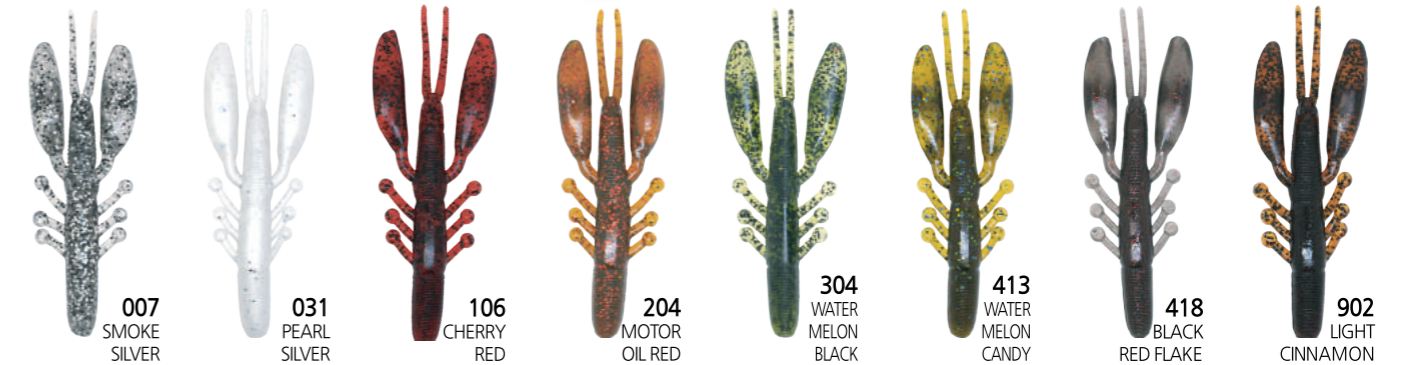 007
SMOKE
SILVER
031
PEARL
SILVER
106
CHERRY
RED
204
MOTOR
OIL RED
304
WATER
MELON
BLACK
413
WATER
MELON
CANDY
418
BLACK
RED FLAKE
902
LIGHT
CINNAMON